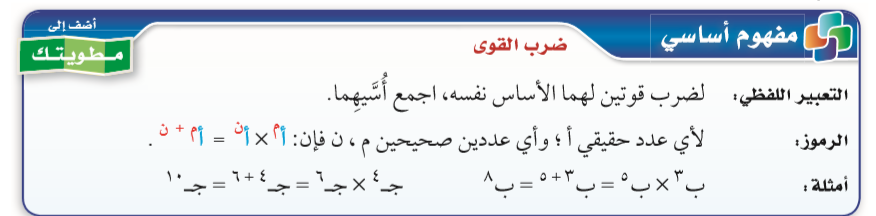 مفهوم أساسي
ضرب القوى
أضف إلى
مطويتك
التعبير اللفظي: لضرب قوتين لهما الأساس نفسه، اجمع أُسَّيهما.
الرموز: لأي عدد حقيقي أ ؛ وأي عددين صحيحين م ، ن فإن: أᵐ × أⁿ = أ^(م + ن) .
أمثلة: ب^٣ × ب^٥ = ب^(٣ + ٥) = ب^٨ جـ^٤ × جـ^٦ = جـ^(٤ + ٦) = جـ^١٠